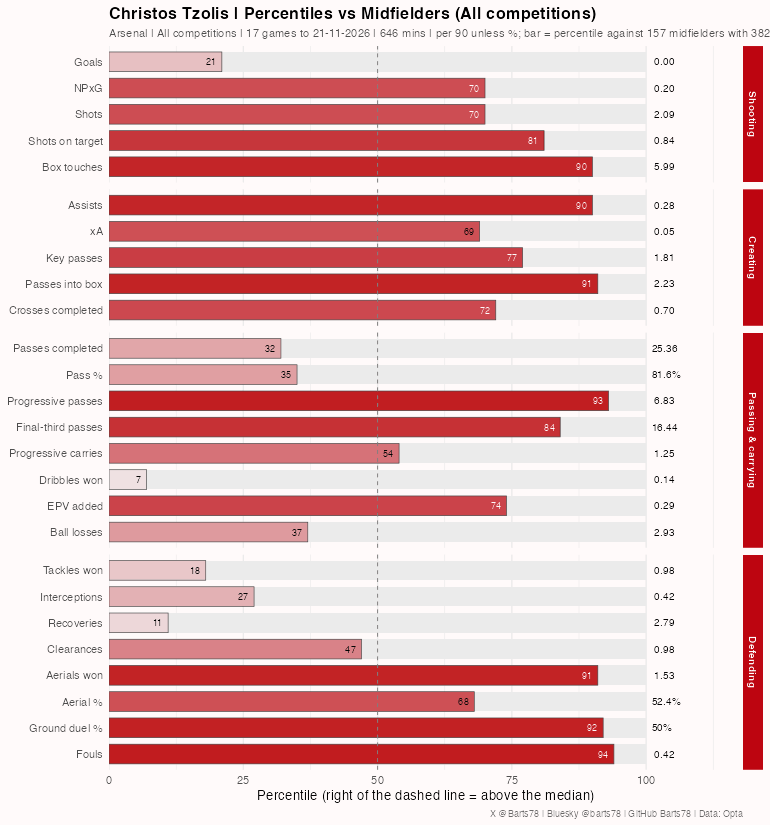 Christos Tzolis | Percentiles vs Midfielders (All competitions)
Arsenal | All competitions | 17 games to 21-11-2026 | 646 mins | per 90 unless %; bar = percentile against 157 midfielders with 382
Goals 21 0.00
NPxG 70 0.20
Shots 70 2.09
Shots on target 81 0.84
Box touches 90 5.99
Shooting
Assists 90 0.28
xA 69 0.05
Key passes 77 1.81
Passes into box 91 2.23
Crosses completed 72 0.70
Creating
Passes completed 32 25.36
Pass % 35 81.6%
Progressive passes 93 6.83
Final-third passes 84 16.44
Progressive carries 54 1.25
Dribbles won 7 0.14
EPV added 74 0.29
Ball losses 37 2.93
Passing & carrying
Tackles won 18 0.98
Interceptions 27 0.42
Recoveries 11 2.79
Clearances 47 0.98
Aerials won 91 1.53
Aerial % 68 52.4%
Ground duel % 92 50%
Fouls 94 0.42
Defending
0 25 50 75 100
Percentile (right of the dashed line = above the median)
X @Barts78 | Bluesky @barts78 | GitHub Barts78 | Data: Opta